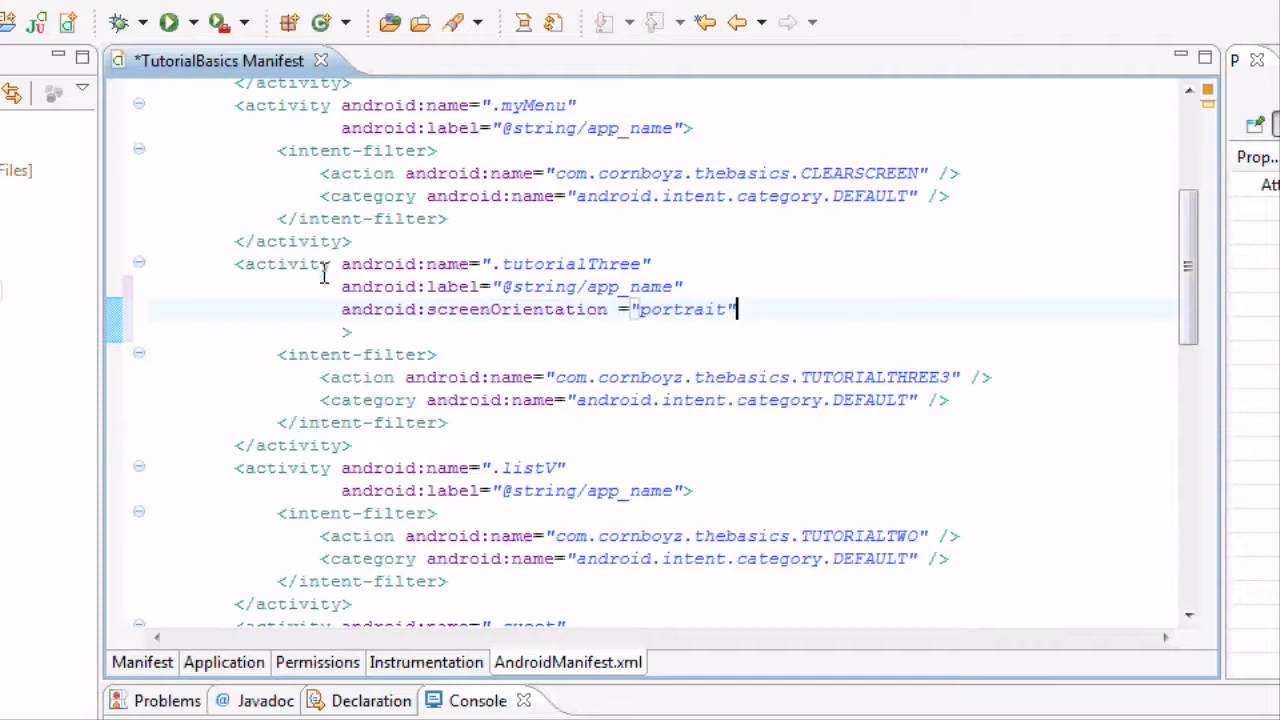 *TutorialBasics Manifest
</activity>
<activity android:name=".myMenu"
android:label="@string/app_name">
<intent-filter>
<action android:name="com.cornboyz.thebasics.CLEARSCREEN" />
<category android:name="android.intent.category.DEFAULT" />
</intent-filter>
</activity>
<activity android:name=".tutorialThree"
android:label="@string/app_name"
android:screenOrientation ="portrait"
>
<intent-filter>
<action android:name="com.cornboyz.thebasics.TUTORIALTHREE3" />
<category android:name="android.intent.category.DEFAULT" />
</intent-filter>
</activity>
<activity android:name=".listV"
android:label="@string/app_name">
<intent-filter>
<action android:name="com.cornboyz.thebasics.TUTORIALTWO" />
<category android:name="android.intent.category.DEFAULT" />
</intent-filter>
</activity>
<activity android:name=".sweet"
Manifest Application Permissions Instrumentation AndroidManifest.xml
Problems @ Javadoc Declaration Console
Files]
P
Prop...
Att